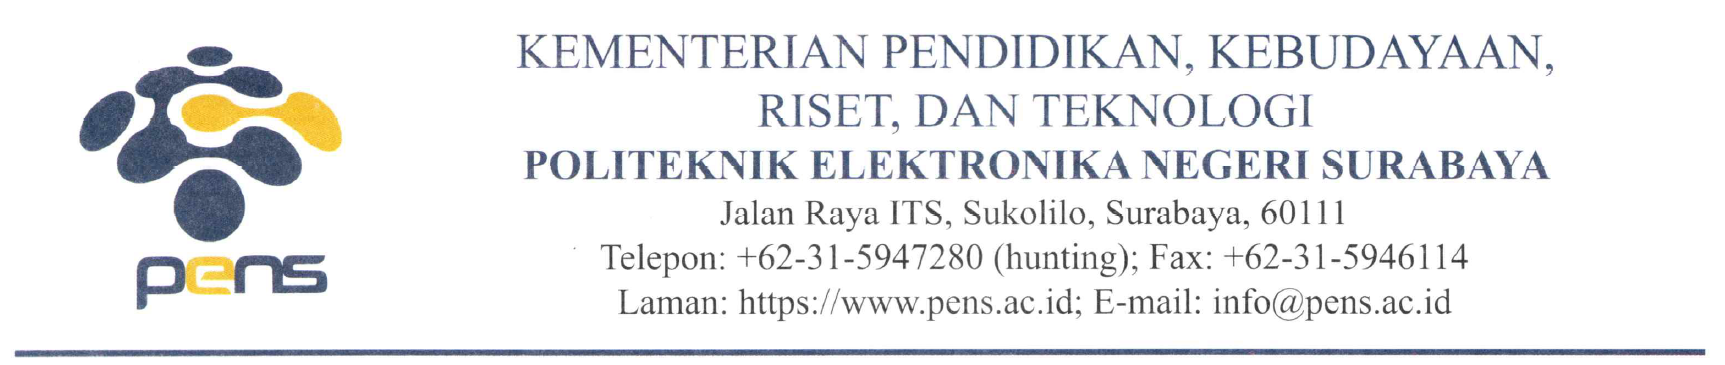 KEMENTERIAN PENDIDIKAN, KEBUDAYAAN,
RISET, DAN TEKNOLOGI
POLITEKNIK ELEKTRONIKA NEGERI SURABAYA
Jalan Raya ITS, Sukolilo, Surabaya, 60111
Telepon: +62-31-5947280 (hunting); Fax: +62-31-5946114
Laman: https://www.pens.ac.id; E-mail: info@pens.ac.id
pens